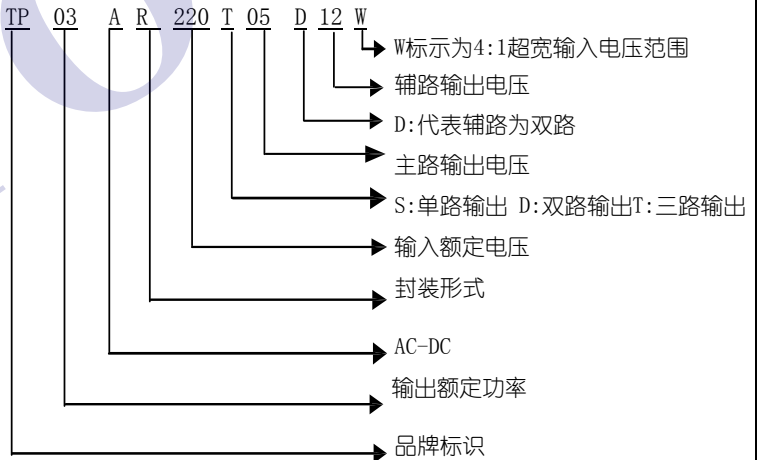 TP 03 A R 220 T 05 D 12 W
W标示为4:1超宽输入电压范围
辅路输出电压
D:代表辅路为双路
主路输出电压
S:单路输出 D:双路输出T:三路输出
输入额定电压
封装形式
AC-DC
输出额定功率
品牌标识